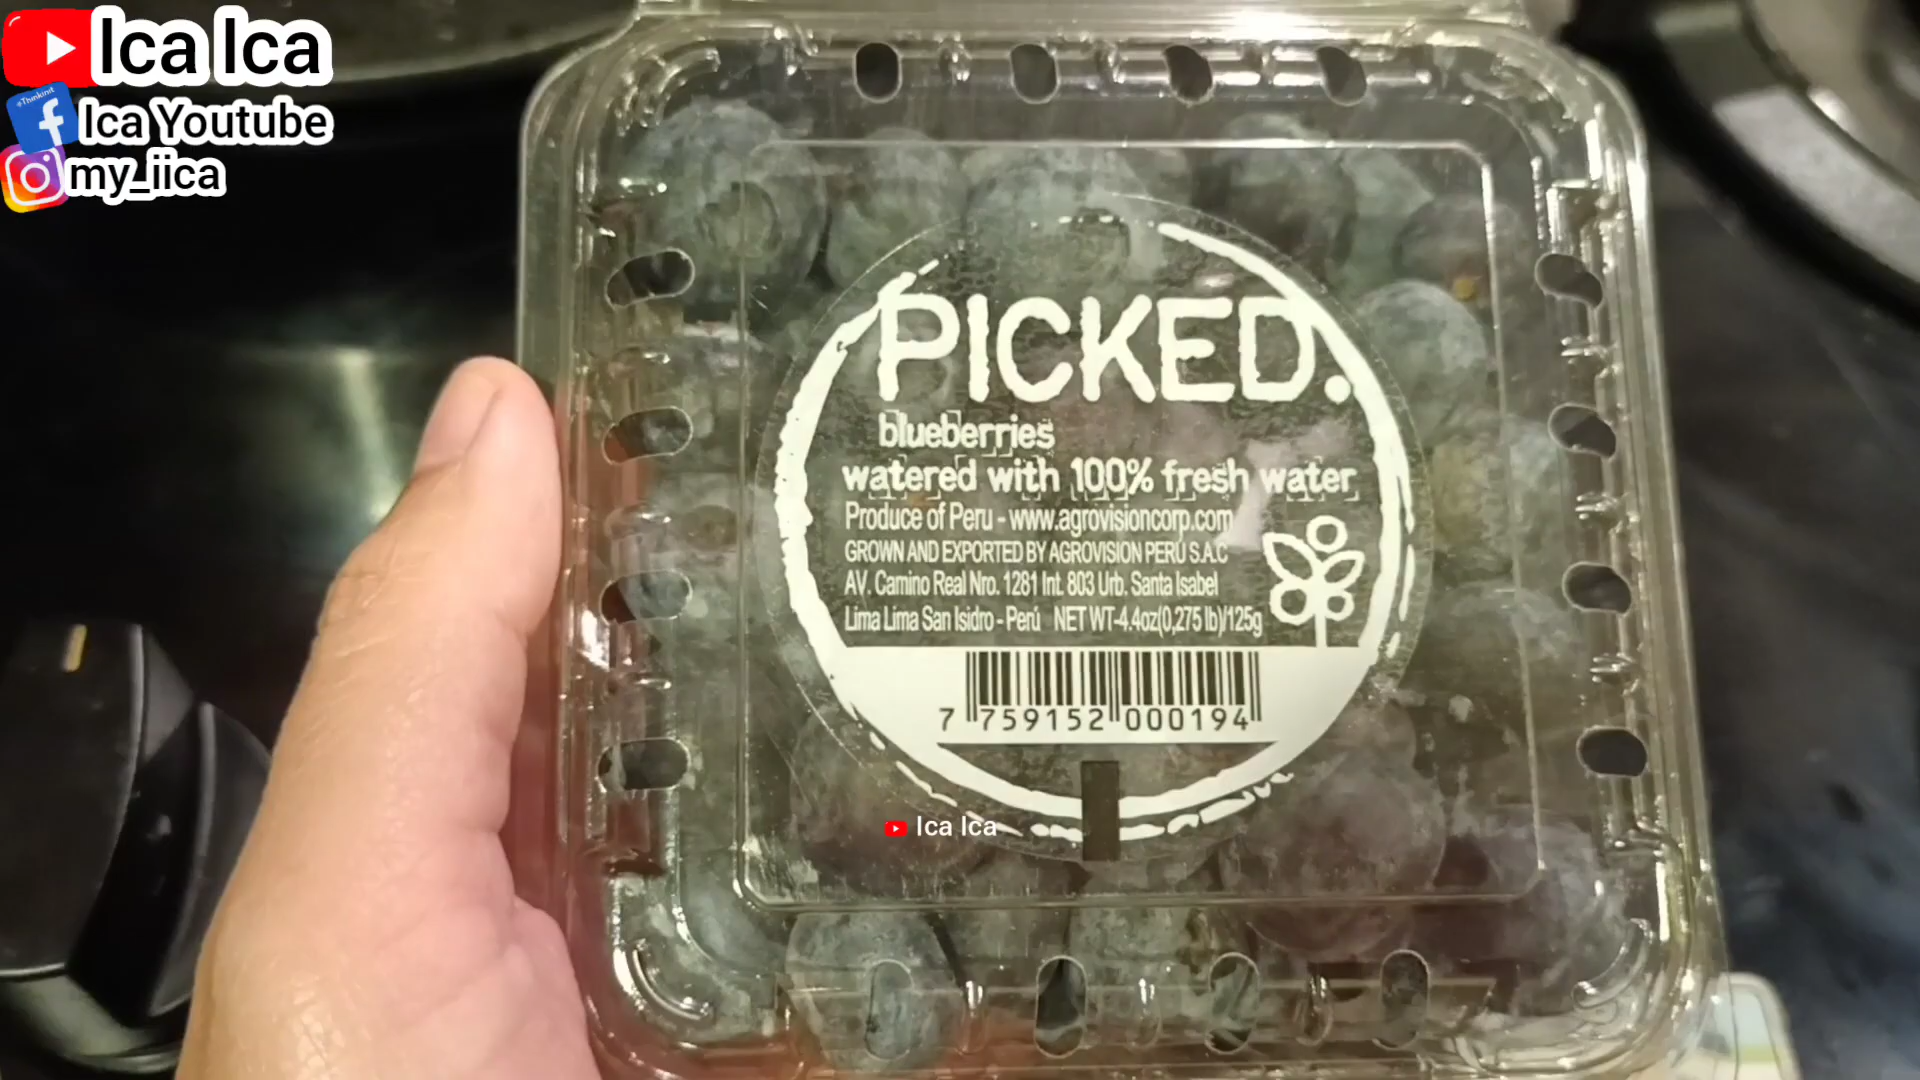 Ica Ica
@Thinkinit
Ica Youtube
my_iica
PICKED.
blueberries
watered with 100% fresh water
Produce of Peru - www.agrovisioncorp.com
GROWN AND EXPORTED BY AGROVISION PERÚ S.A.C
AV. Camino Real Nro. 1281 Int. 803 Urb. Santa Isabel
Lima Lima San Isidro - Perú NET WT-4.4oz(0,275 lb)/125g
7 759152 000194
Ica Ica